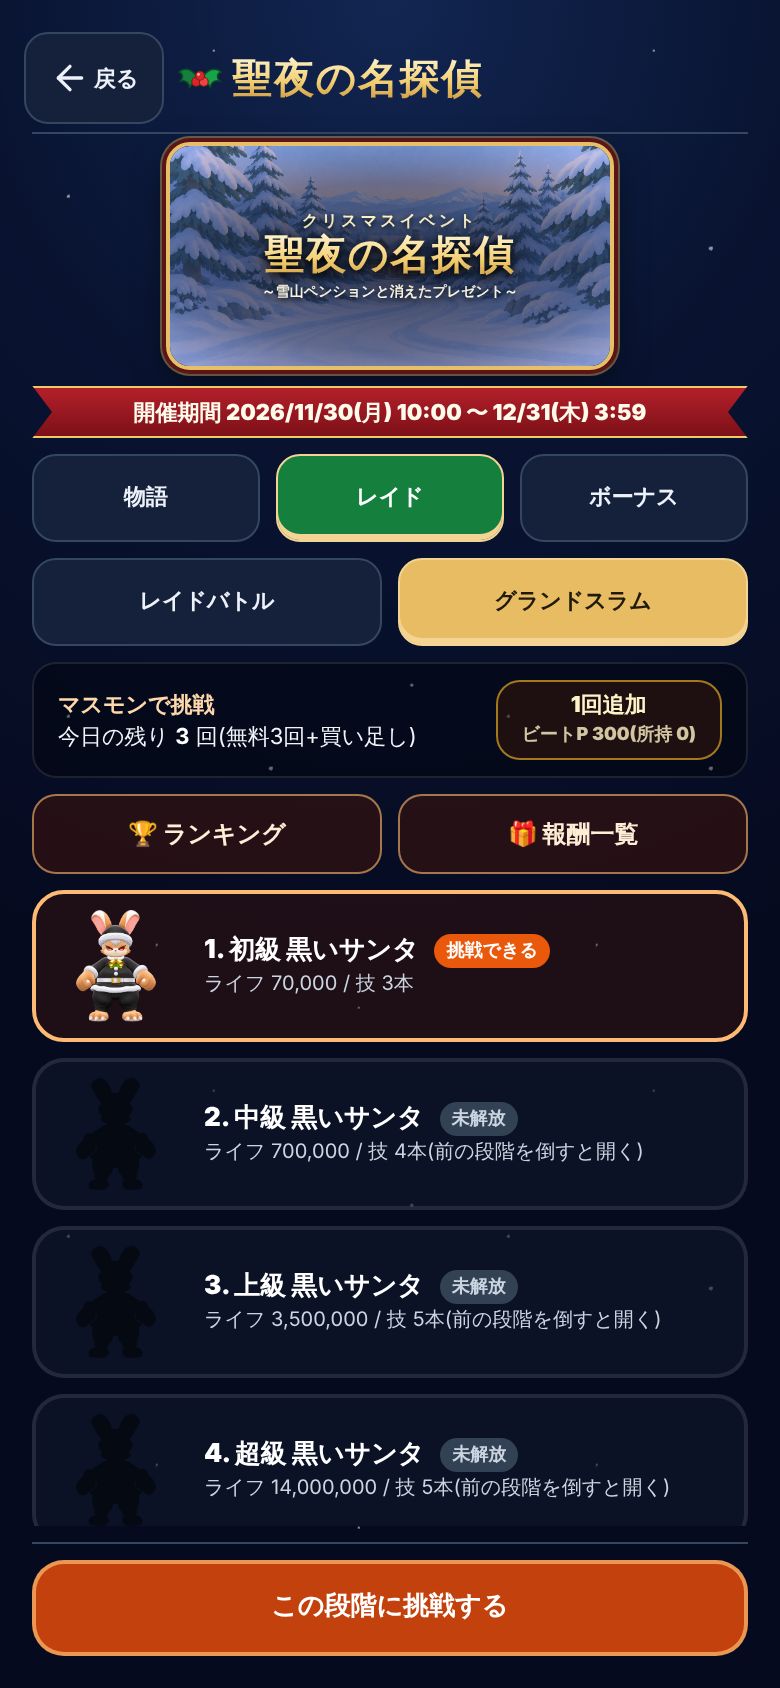 戻る
聖夜の名探偵
クリスマスイベント
聖夜の名探偵
～雪山ペンションと消えたプレゼント～
開催期間 2026/11/30(月) 10:00 〜 12/31(木) 3:59
物語
レイド
ボーナス
レイドバトル
グランドスラム
マスモンで挑戦
今日の残り 3 回(無料3回+買い足し)
1回追加
ビートP 300(所持 0)
ランキング
報酬一覧
1. 初級 黒いサンタ 挑戦できる
ライフ 70,000 / 技 3本
2. 中級 黒いサンタ 未解放
ライフ 700,000 / 技 4本(前の段階を倒すと開く)
3. 上級 黒いサンタ 未解放
ライフ 3,500,000 / 技 5本(前の段階を倒すと開く)
4. 超級 黒いサンタ 未解放
ライフ 14,000,000 / 技 5本(前の段階を倒すと開く)
この段階に挑戦する